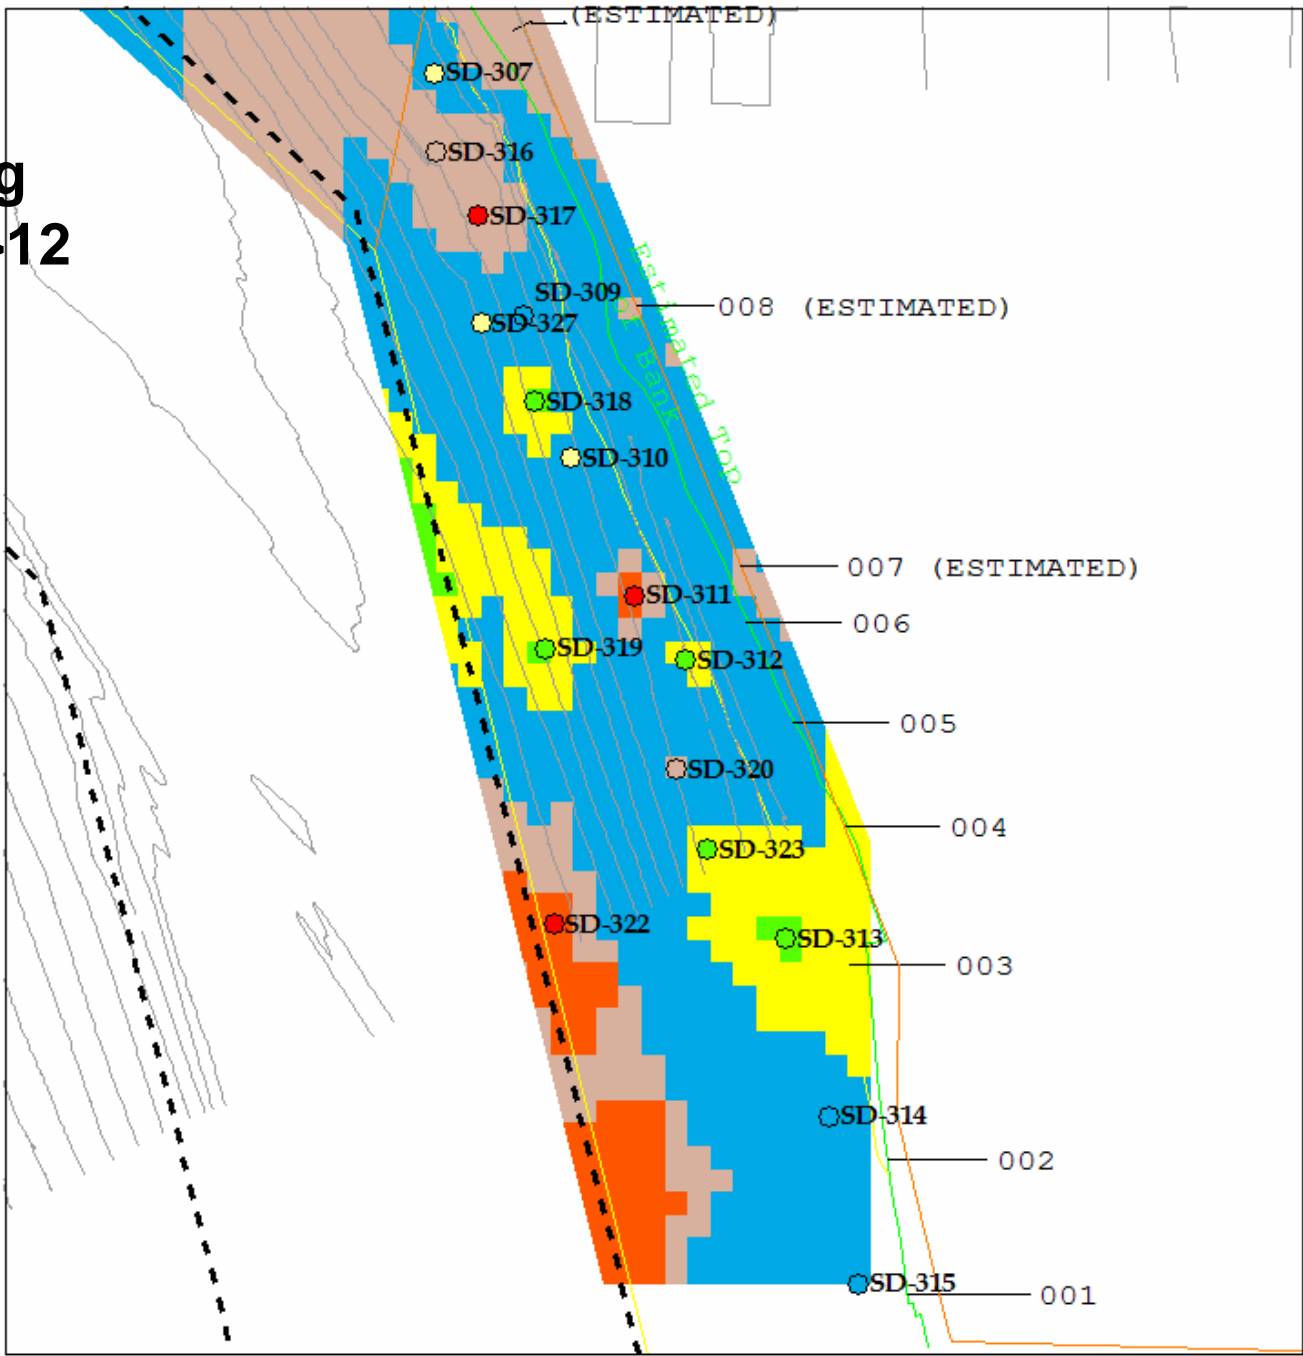 (ESTIMATED)
SD-307
SD-316
g
SD-317
-12
SD-309
008 (ESTIMATED)
SD-327
Estimated Top
of Bank
SD-318
SD-310
007 (ESTIMATED)
SD-311
006
SD-319
SD-312
005
SD-320
004
SD-323
SD-322
SD-313
003
SD-314
002
SD-315
001